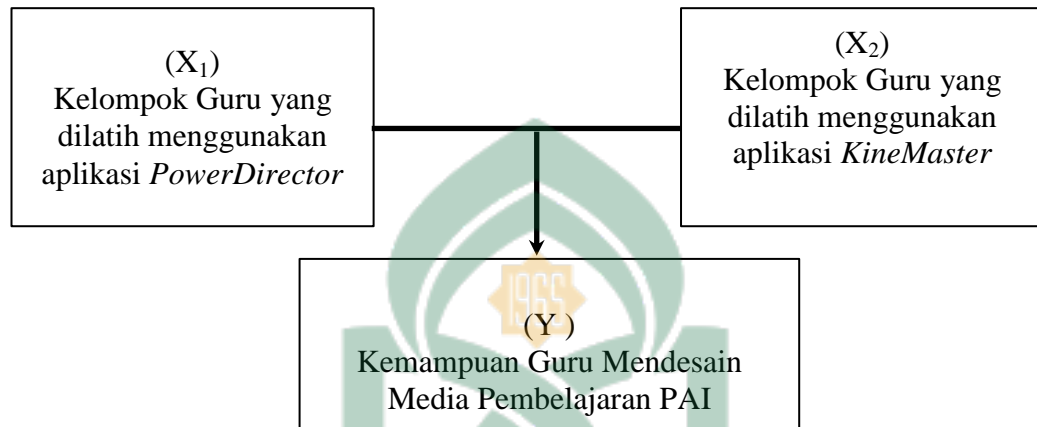 (X₁)
Kelompok Guru yang
dilatih menggunakan
aplikasi PowerDirector
(X₂)
Kelompok Guru yang
dilatih menggunakan
aplikasi KineMaster
1965
(Y )
Kemampuan Guru Mendesain
Media Pembelajaran PAI